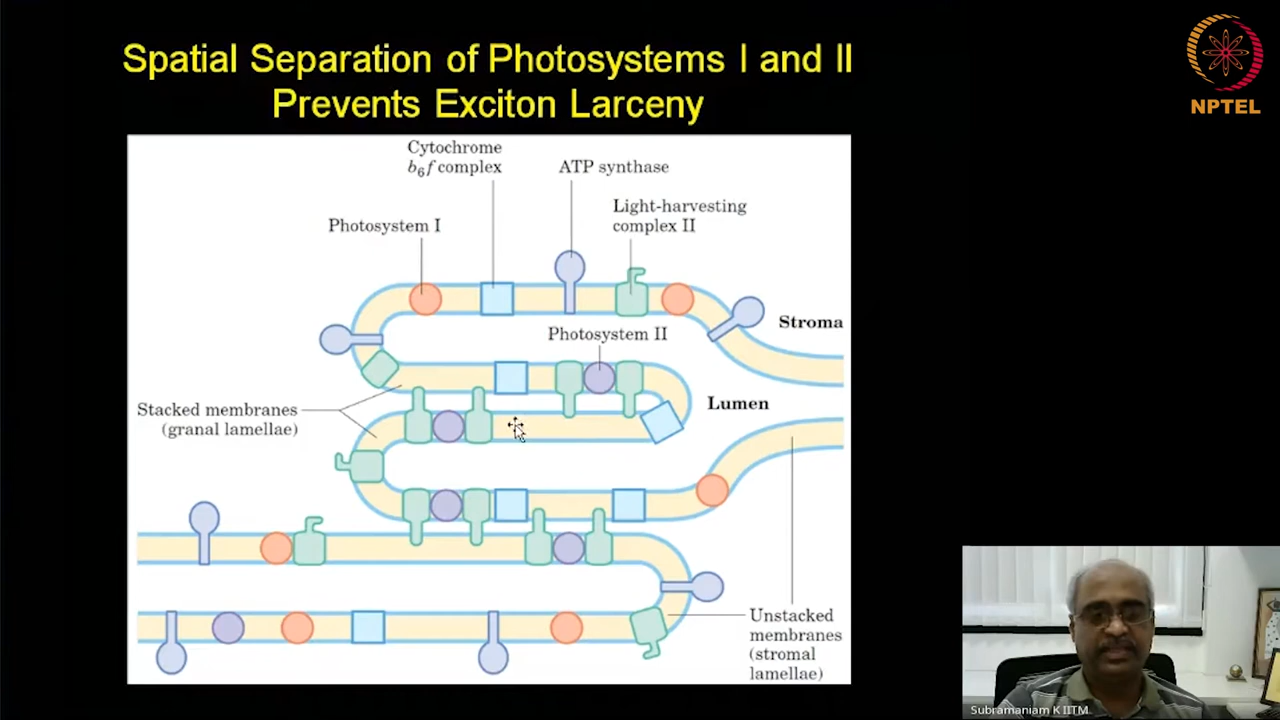 Spatial Separation of Photosystems I and II
Prevents Exciton Larceny
NPTEL
Cytochrome
b6f complex
ATP synthase
Light-harvesting
complex II
Photosystem I
Stroma
Photosystem II
Lumen
Stacked membranes
(granal lamellae)
Unstacked
membranes
(stromal
lamellae)
Subramaniam K IITM